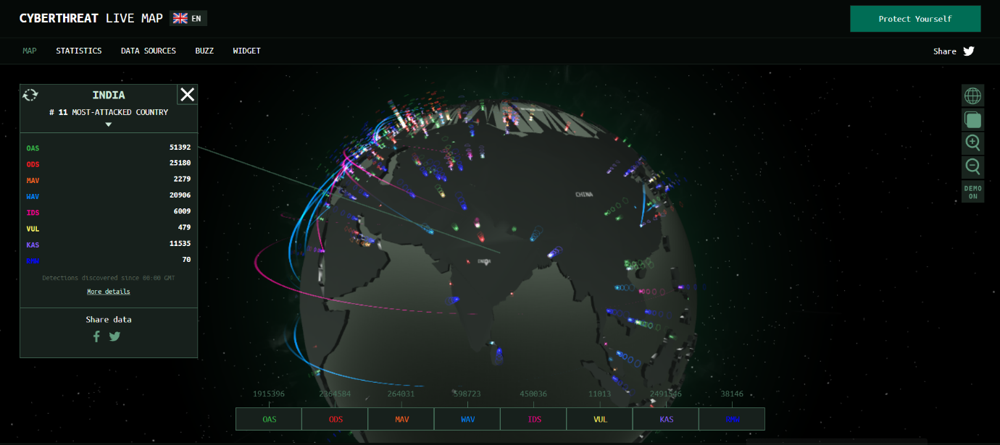 CYBERTHREAT LIVE MAP EN
Protect Yourself
MAP STATISTICS DATA SOURCES BUZZ WIDGET
Share
INDIA
# 11 MOST-ATTACKED COUNTRY
OAS 51392
ODS 25180
MAV 2279
WAV 20906
IDS 6009
VUL 479
KAS 11535
RMW 70
Detections discovered since 00:00 GMT
More details
Share data
CHINA
INDIA
DEMO
ON
1915396 2364584 264031 598723 450036 11013 2491546 38146
OAS ODS MAV WAV IDS VUL KAS RMW